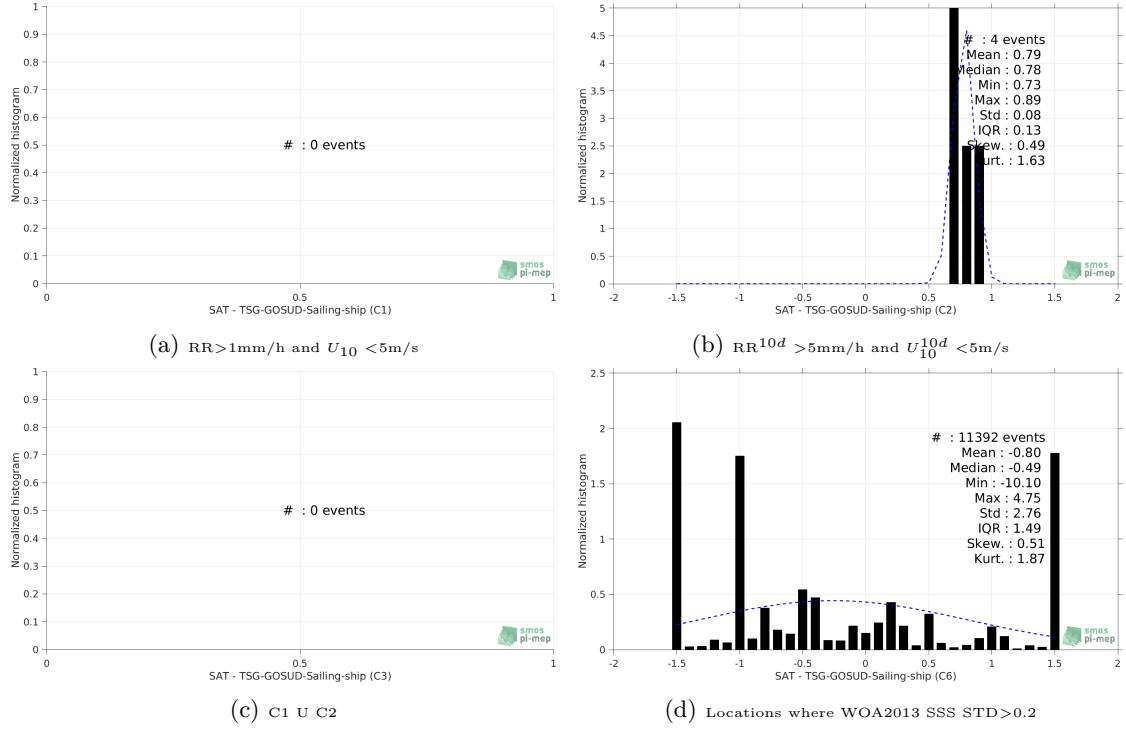 Normalized histogram
1
0.9
0.8
0.7
0.6
0.5
0.4
0.3
0.2
0.1
0
# : 0 events
smos
pi-mep
0 0.5 1
SAT - TSG-GOSUD-Sailing-ship (C1)
(a) RR>1mm/h and U10 <5m/s
Normalized histogram
5
4.5
4
3.5
3
2.5
2
1.5
1
0.5
0
# : 4 events
Mean : 0.79
Median : 0.78
Min : 0.73
Max : 0.89
Std : 0.08
IQR : 0.13
Skew. : 0.49
Kurt. : 1.63
smos
pi-mep
-2 -1.5 -1 -0.5 0 0.5 1 1.5 2
SAT - TSG-GOSUD-Sailing-ship (C2)
(b) RR10d >5mm/h and U10d10 <5m/s
Normalized histogram
1
0.9
0.8
0.7
0.6
0.5
0.4
0.3
0.2
0.1
0
# : 0 events
smos
pi-mep
0 0.5 1
SAT - TSG-GOSUD-Sailing-ship (C3)
(c) C1 U C2
Normalized histogram
2.5
2
1.5
1
0.5
0
# : 11392 events
Mean : -0.80
Median : -0.49
Min : -10.10
Max : 4.75
Std : 2.76
IQR : 1.49
Skew. : 0.51
Kurt. : 1.87
smos
pi-mep
-2 -1.5 -1 -0.5 0 0.5 1 1.5 2
SAT - TSG-GOSUD-Sailing-ship (C6)
(d) Locations where WOA2013 SSS STD>0.2